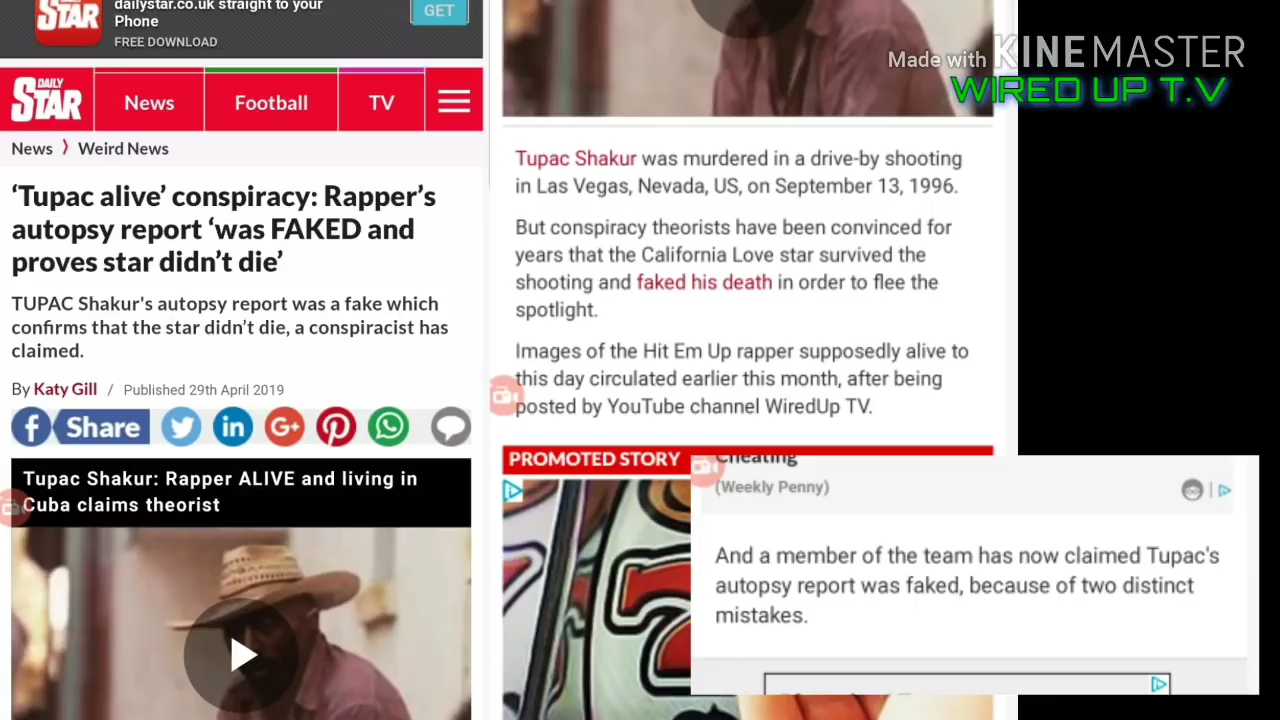 dailystar.co.uk straight to your
Phone
FREE DOWNLOAD
GET
STAR
DAILY
STAR
News
Football
TV
News > Weird News
‘Tupac alive’ conspiracy: Rapper’s
autopsy report ‘was FAKED and
proves star didn’t die’
TUPAC Shakur's autopsy report was a fake which
confirms that the star didn’t die, a conspiracist has
claimed.
By Katy Gill / Published 29th April 2019
f Share in G+
Tupac Shakur: Rapper ALIVE and living in
Cuba claims theorist
Made with KINEMASTER
WIRED UP T.V
Tupac Shakur was murdered in a drive-by shooting
in Las Vegas, Nevada, US, on September 13, 1996.
But conspiracy theorists have been convinced for
years that the California Love star survived the
shooting and faked his death in order to flee the
spotlight.
Images of the Hit Em Up rapper supposedly alive to
this day circulated earlier this month, after being
posted by YouTube channel WiredUp TV.
PROMOTED STORY
Cheating
(Weekly Penny)
And a member of the team has now claimed Tupac's
autopsy report was faked, because of two distinct
mistakes.